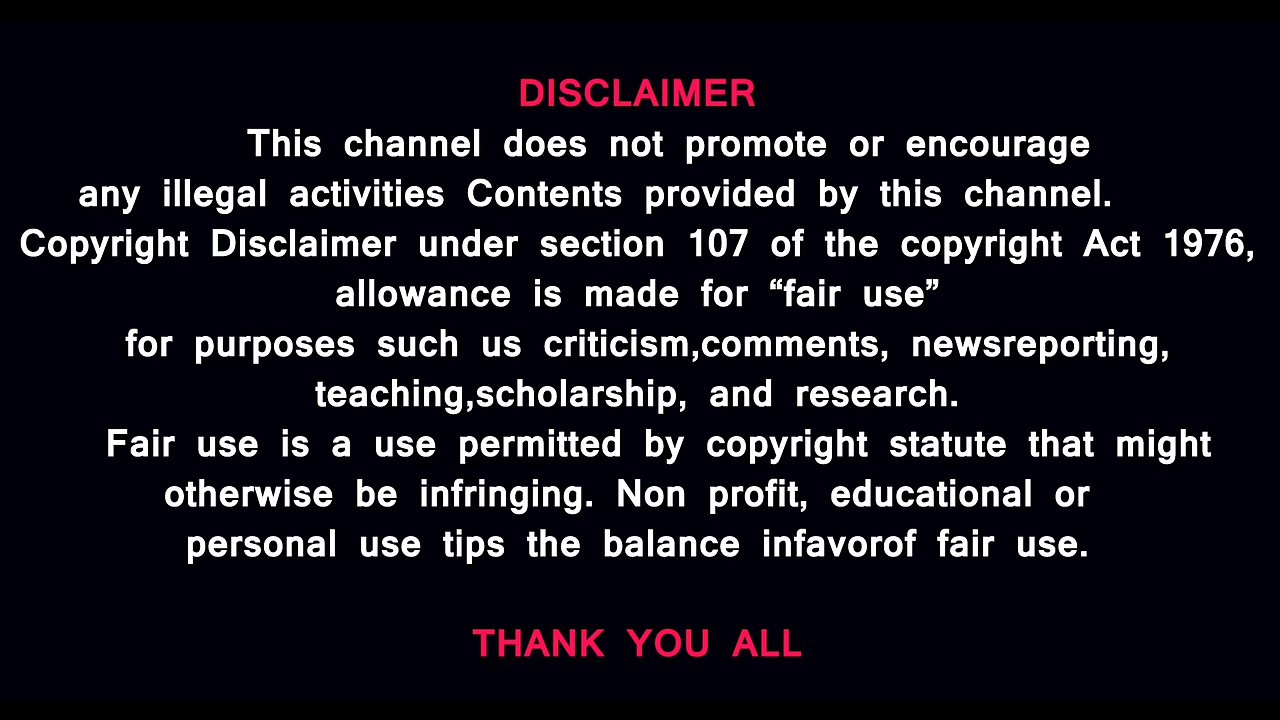 DISCLAIMER
This channel does not promote or encourage
any illegal activities Contents provided by this channel.
Copyright Disclaimer under section 107 of the copyright Act 1976,
allowance is made for “fair use”
for purposes such us criticism,comments, newsreporting,
teaching,scholarship, and research.
Fair use is a use permitted by copyright statute that might
otherwise be infringing. Non profit, educational or
personal use tips the balance infavorof fair use.
THANK YOU ALL